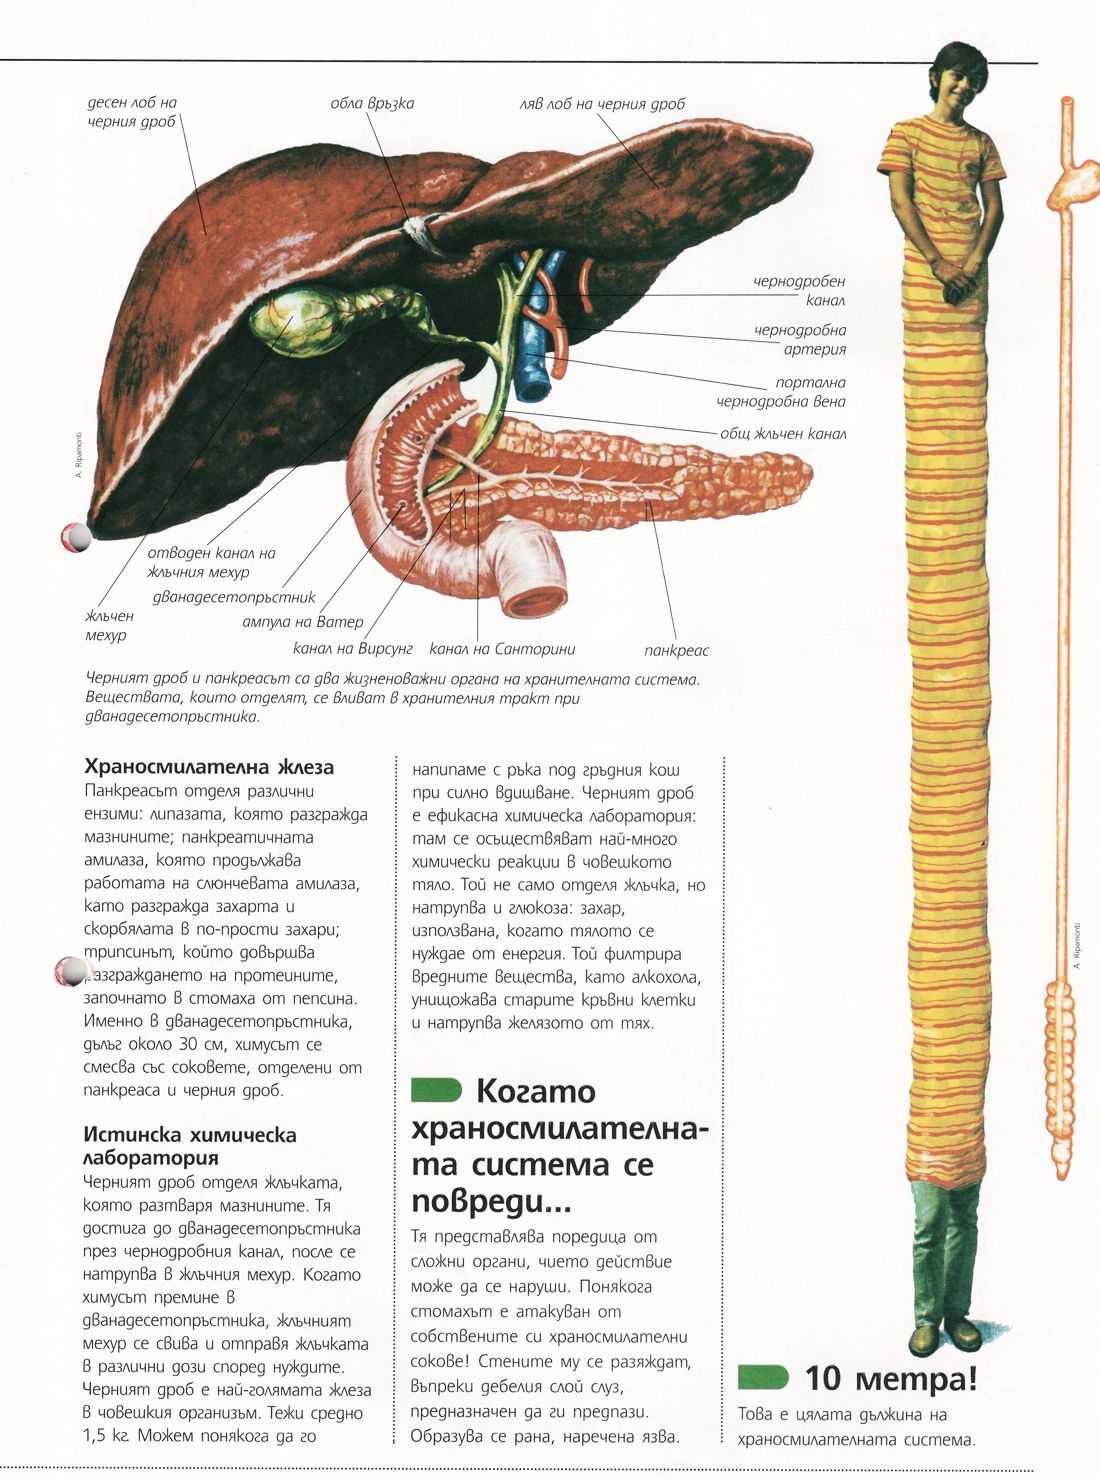 десен лоб на
черния дроб
обла връзка
ляв лоб на черния дроб
чернодробен
канал
чернодробна
артерия
портална
чернодробна вена
общ жлъчен канал
A. Ripamonti
отводен канал на
жлъчния мехур
дванадесетопръстник
жлъчен
мехур
ампула на Ватер
канал на Вирсунг
канал на Санторини
панкреас
Черният дроб и панкреасът са два жизненоважни органа на хранителната система.
Веществата, които отделят, се вливат в хранителния тракт при
дванадесетопръстника.
Храносмилателна жлеза
Панкреасът отделя различни
ензими: липазата, която разгражда
мазнините; панкреатичната
амилаза, която продължава
работата на слюнчевата амилаза,
като разгражда захарта и
скорбялата в по-прости захари;
трипсинът, който довършва
разграждането на протеините,
започнато в стомаха от пепсина.
Именно в дванадесетопръстника,
дълъг около 30 см, химусът се
смесва със соковете, отделени от
панкреаса и черния дроб.
Истинска химическа
лаборатория
Черният дроб отделя жлъчката,
която разтваря мазнините. Тя
достига до дванадесетопръстника
през чернодробния канал, после се
натрупва в жлъчния мехур. Когато
химусът премине в
дванадесетопръстника, жлъчният
мехур се свива и отправя жлъчката
в различни дози според нуждите.
Черният дроб е най-голямата жлеза
в човешкия организъм. Тежи средно
1,5 кг. Можем понякога да го
напипаме с ръка под гръдния кош
при силно вдишване. Черният дроб
е ефикасна химическа лаборатория:
там се осъществяват най-много
химически реакции в човешкото
тяло. Той не само отделя жлъчка, но
натрупва и глюкоза: захар,
използвана, когато тялото се
нуждае от енергия. Той филтрира
вредните вещества, като алкохола,
унищожава старите кръвни клетки
и натрупва желязото от тях.
Когато
храносмилателна-
та система се
повреди...
Тя представлява поредица от
сложни органи, чието действие
може да се наруши. Понякога
стомахът е атакуван от
собствените си храносмилателни
сокове! Стените му се разяждат,
въпреки дебелия слой слуз,
предназначен да ги предпази.
Образува се рана, наречена язва.
A. Ripamonti
10 метра!
Това е цялата дължина на
храносмилателната система.